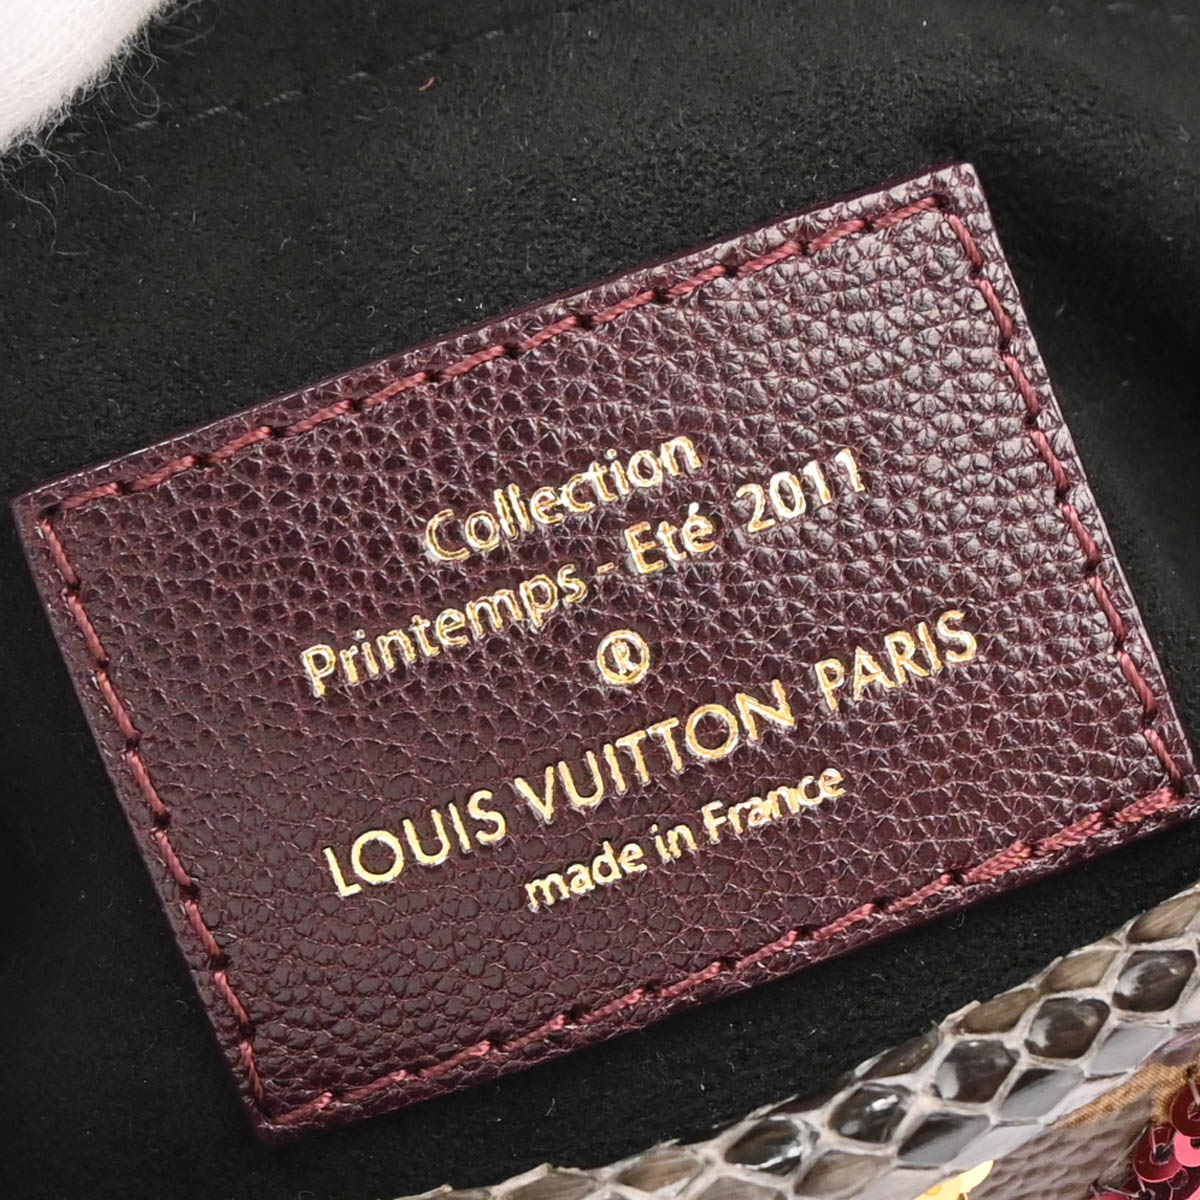 Collection
Printemps - Eté 2011
®
LOUIS VUITTON PARIS
made in France